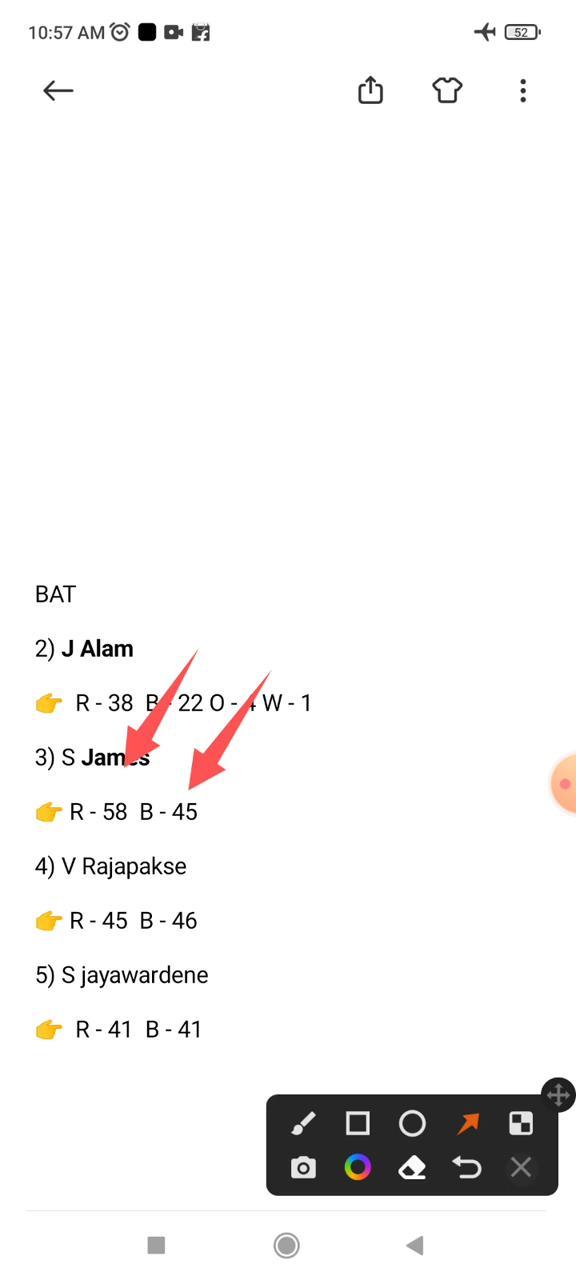 10:57 AM
52
BAT
2) J Alam
👉 R - 38 B - 22 O - 4 W - 1
3) S James
👉 R - 58 B - 45
4) V Rajapakse
👉 R - 45 B - 46
5) S jayawardene
👉 R - 41 B - 41